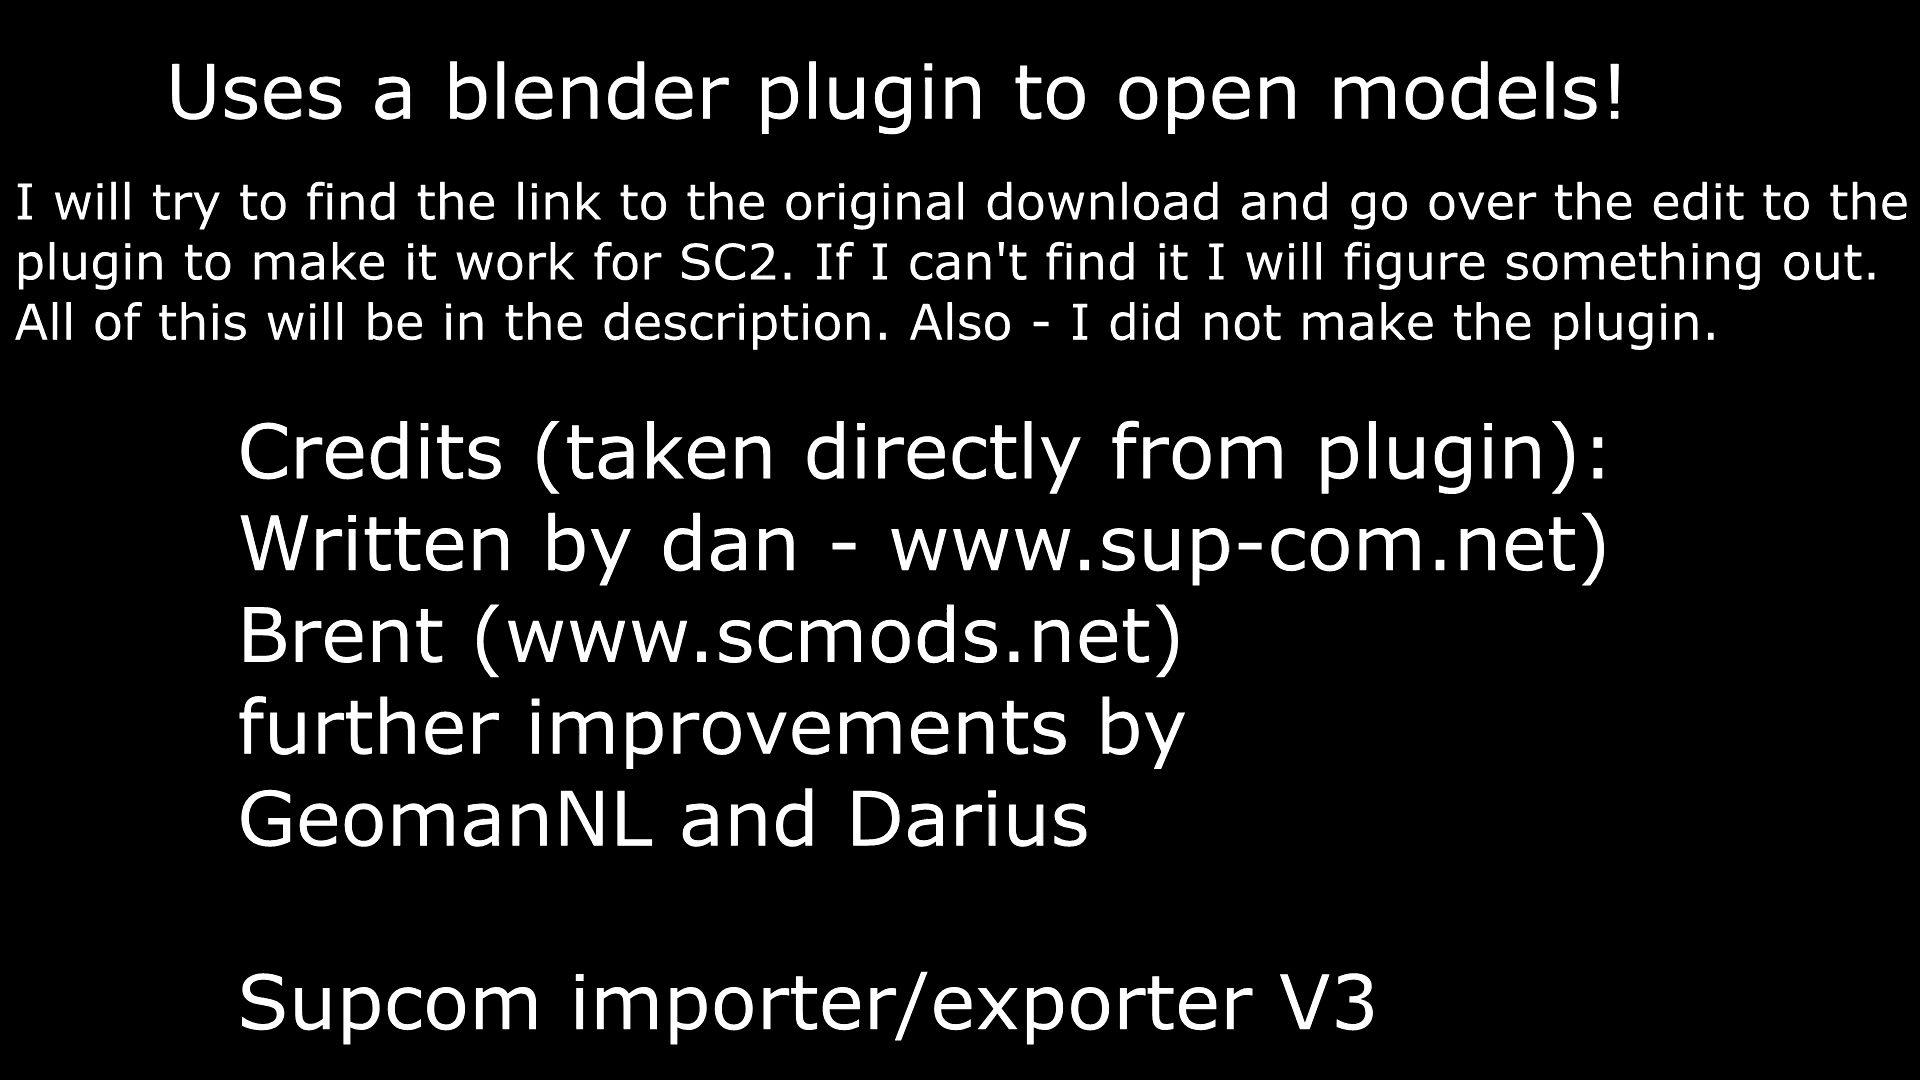 Uses a blender plugin to open models!
I will try to find the link to the original download and go over the edit to the
plugin to make it work for SC2. If I can't find it I will figure something out.
All of this will be in the description. Also - I did not make the plugin.
Credits (taken directly from plugin):
Written by dan - www.sup-com.net)
Brent (www.scmods.net)
further improvements by
GeomanNL and Darius
Supcom importer/exporter V3